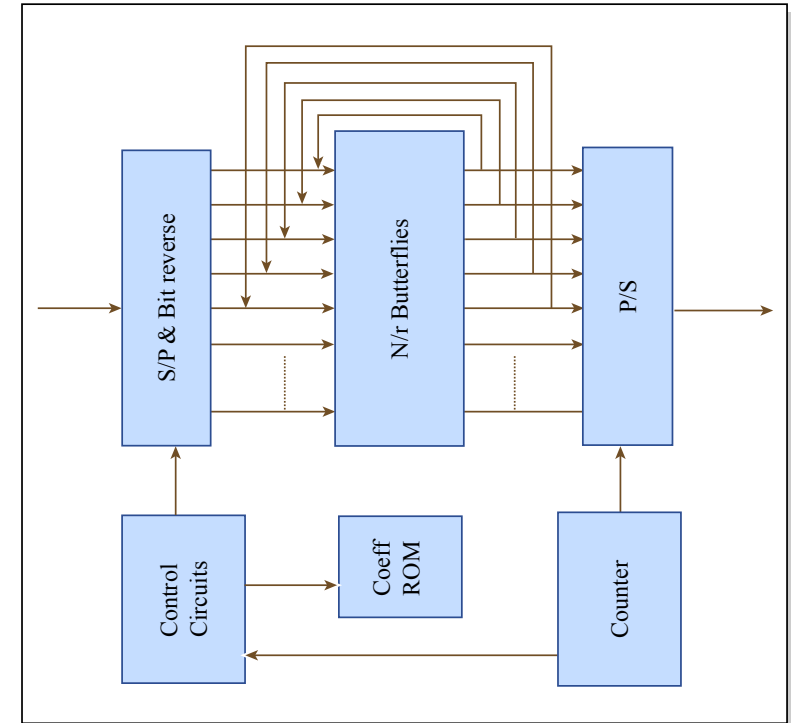 S/P & Bit reverse
N/r Butterflies
P/S
Control
Circuits
Coeff
ROM
Counter